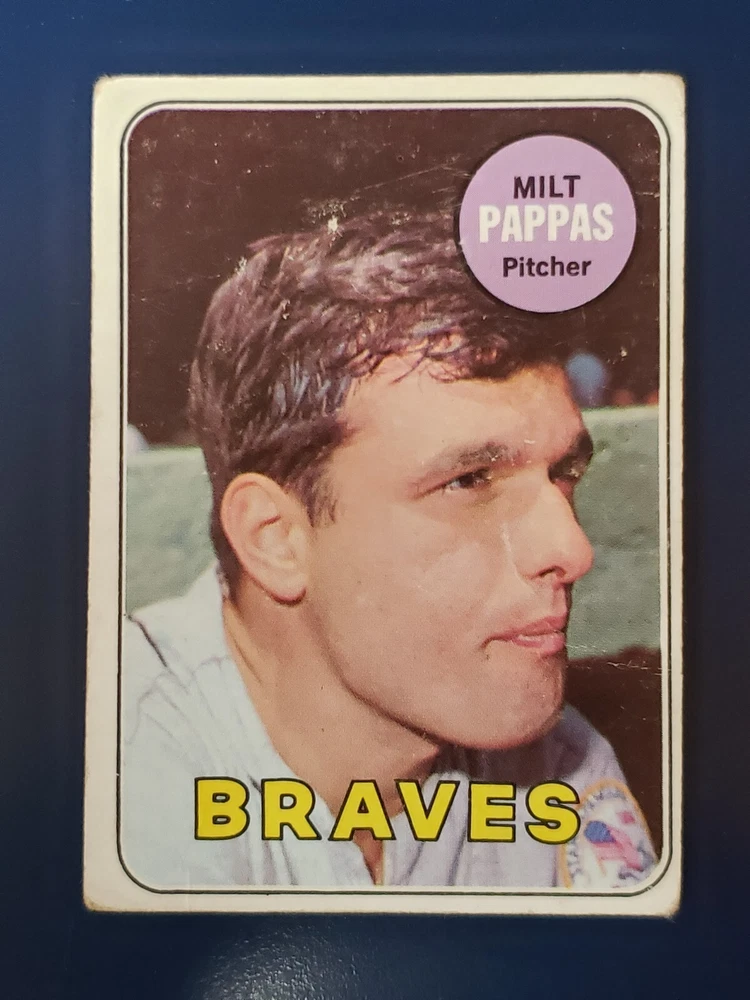 MILT
PAPPAS
Pitcher
BRAVES